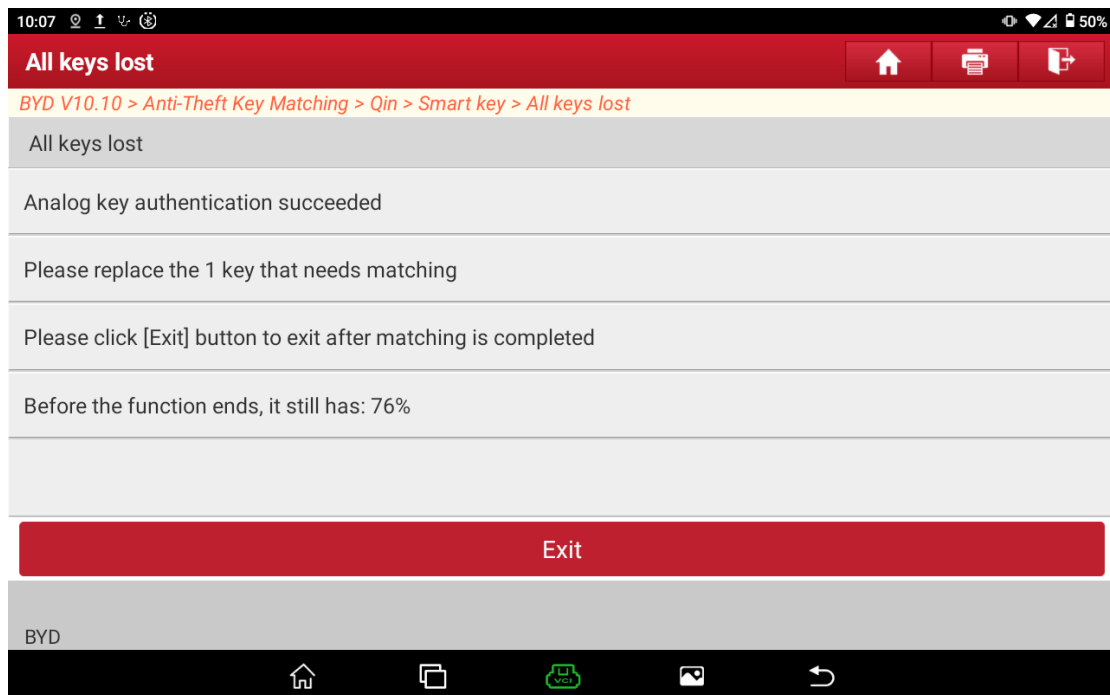 10:07
50%
All keys lost
BYD V10.10 > Anti-Theft Key Matching > Qin > Smart key > All keys lost
All keys lost
Analog key authentication succeeded
Please replace the 1 key that needs matching
Please click [Exit] button to exit after matching is completed
Before the function ends, it still has: 76%
Exit
BYD
VCI